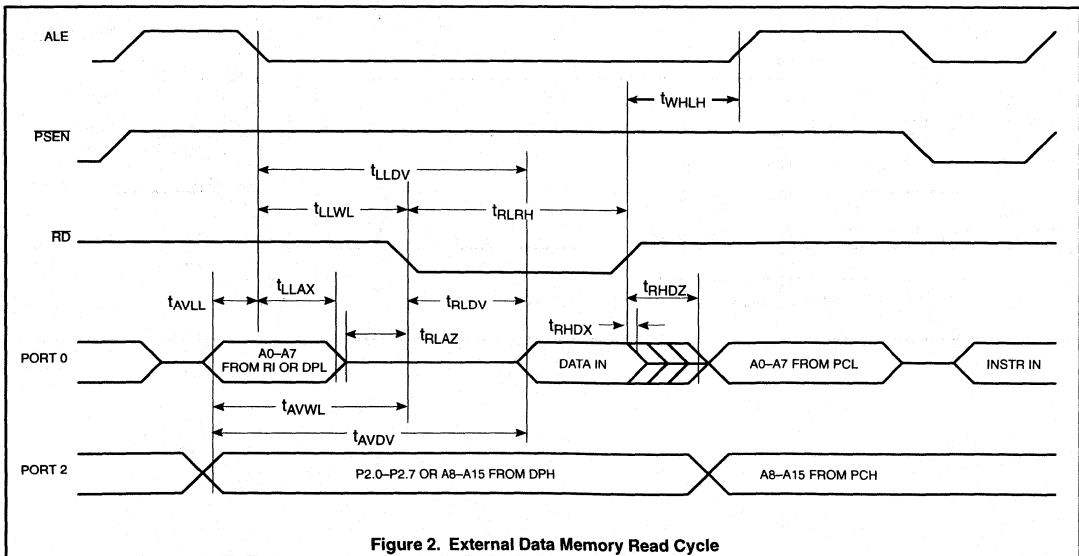 ALE
tWHLH
PSEN
tLLDV
tLLWL
tRLRH
RD
tAVLL
tLLAX
tRLDV
tRHDZ
tRLAZ
tRHDX
PORT 0
A0–A7
FROM RI OR DPL
DATA IN
A0–A7 FROM PCL
INSTR IN
tAVWL
tAVDV
PORT 2
P2.0–P2.7 OR A8–A15 FROM DPH
A8–A15 FROM PCH
Figure 2. External Data Memory Read Cycle